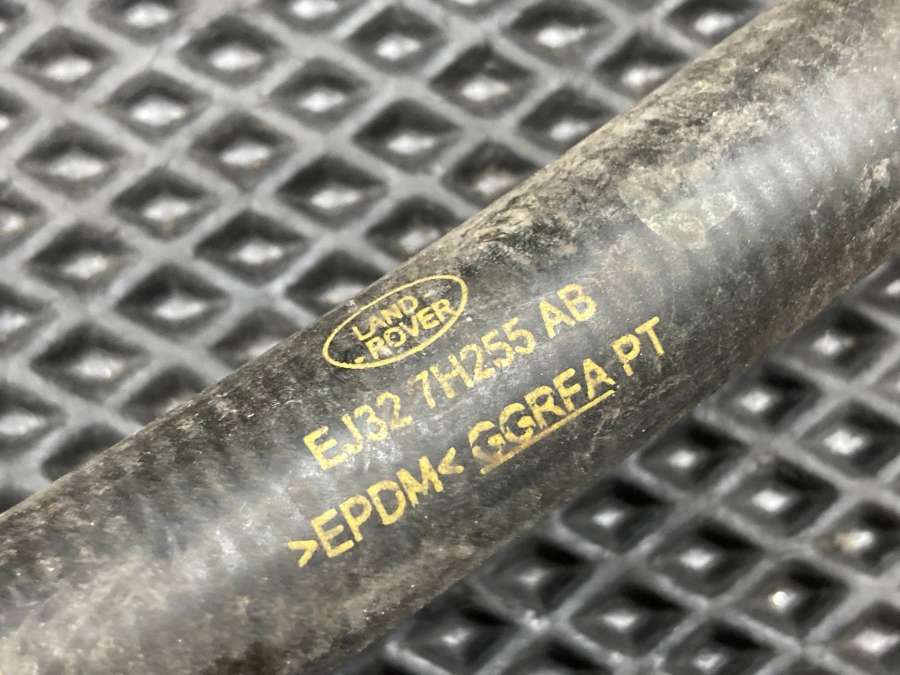 LAND
-ROVER
EJ32 7H255 AB
>EPDM< GGRFA PT